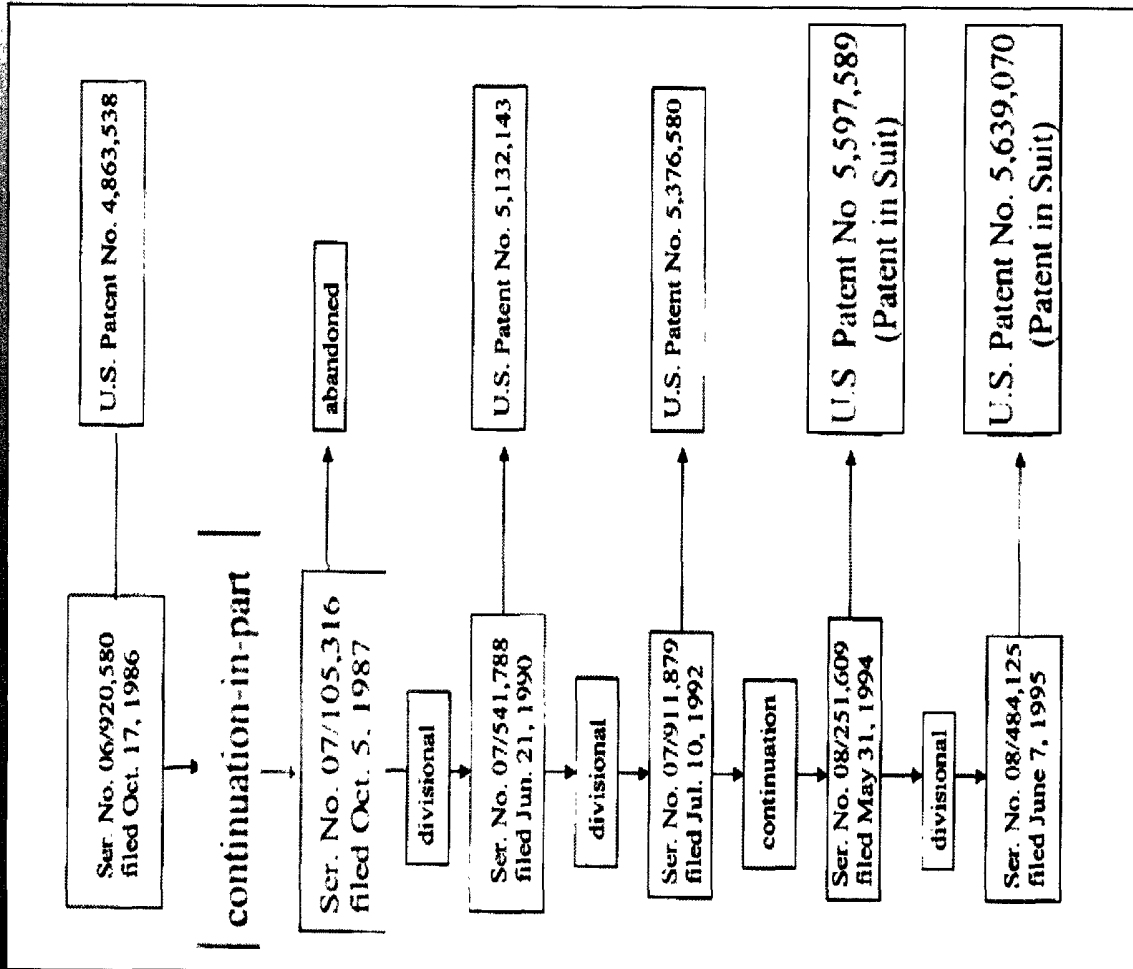 Ser. No. 06/920,580
filed Oct. 17, 1986
U.S. Patent No. 4,863,538
continuation-in-part
Ser. No. 07/105,316
filed Oct. 5, 1987
abandoned
divisional
Ser. No. 07/541,788
filed Jun. 21, 1990
U.S. Patent No. 5,132,143
divisional
Ser. No. 07/911,879
filed Jul. 10, 1992
U.S. Patent No. 5,376,580
continuation
Ser. No. 08/251,609
filed May 31, 1994
U.S Patent No 5,597,589
(Patent in Suit)
divisional
Ser. No. 08/484,125
filed June 7, 1995
U.S. Patent No. 5,639,070
(Patent in Suit)